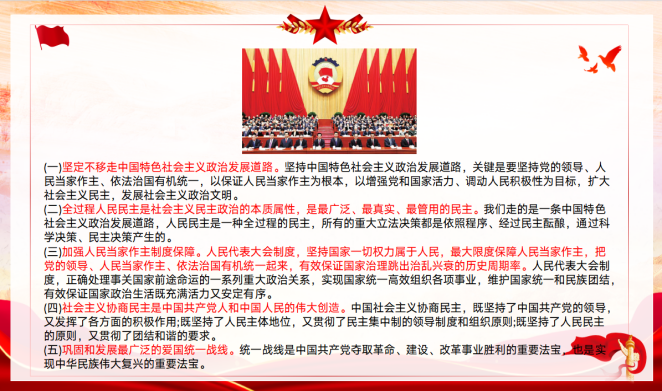 (一)坚定不移走中国特色社会主义政治发展道路。坚持中国特色社会主义政治发展道路，关键是要坚持党的领导、人
民当家作主、依法治国有机统一，以保证人民当家作主为根本，以增强党和国家活力、调动人民积极性为目标，扩大
社会主义民主，发展社会主义政治文明。
(二)全过程人民民主是社会主义民主政治的本质属性，是最广泛、最真实、最管用的民主。我们走的是一条中国特色
社会主义政治发展道路，人民民主是一种全过程的民主，所有的重大立法决策都是依照程序、经过民主酝酿，通过科
学决策、民主决策产生的。
(三)加强人民当家作主制度保障。人民代表大会制度，坚持国家一切权力属于人民，最大限度保障人民当家作主，把
党的领导、人民当家作主、依法治国有机统一起来，有效保证国家治理跳出治乱兴衰的历史周期率。人民代表大会制
度，正确处理事关国家前途命运的一系列重大政治关系，实现国家统一高效组织各项事业，维护国家统一和民族团结，
有效保证国家政治生活既充满活力又安定有序。
(四)社会主义协商民主是中国共产党人和中国人民的伟大创造。中国社会主义协商民主，既坚持了中国共产党的领导，
又发挥了各方面的积极作用;既坚持了人民主体地位，又贯彻了民主集中制的领导制度和组织原则;既坚持了人民民主
的原则，又贯彻了团结和谐的要求。
(五)巩固和发展最广泛的爱国统一战线。统一战线是中国共产党夺取革命、建设、改革事业胜利的重要法宝，也是实
现中华民族伟大复兴的重要法宝。